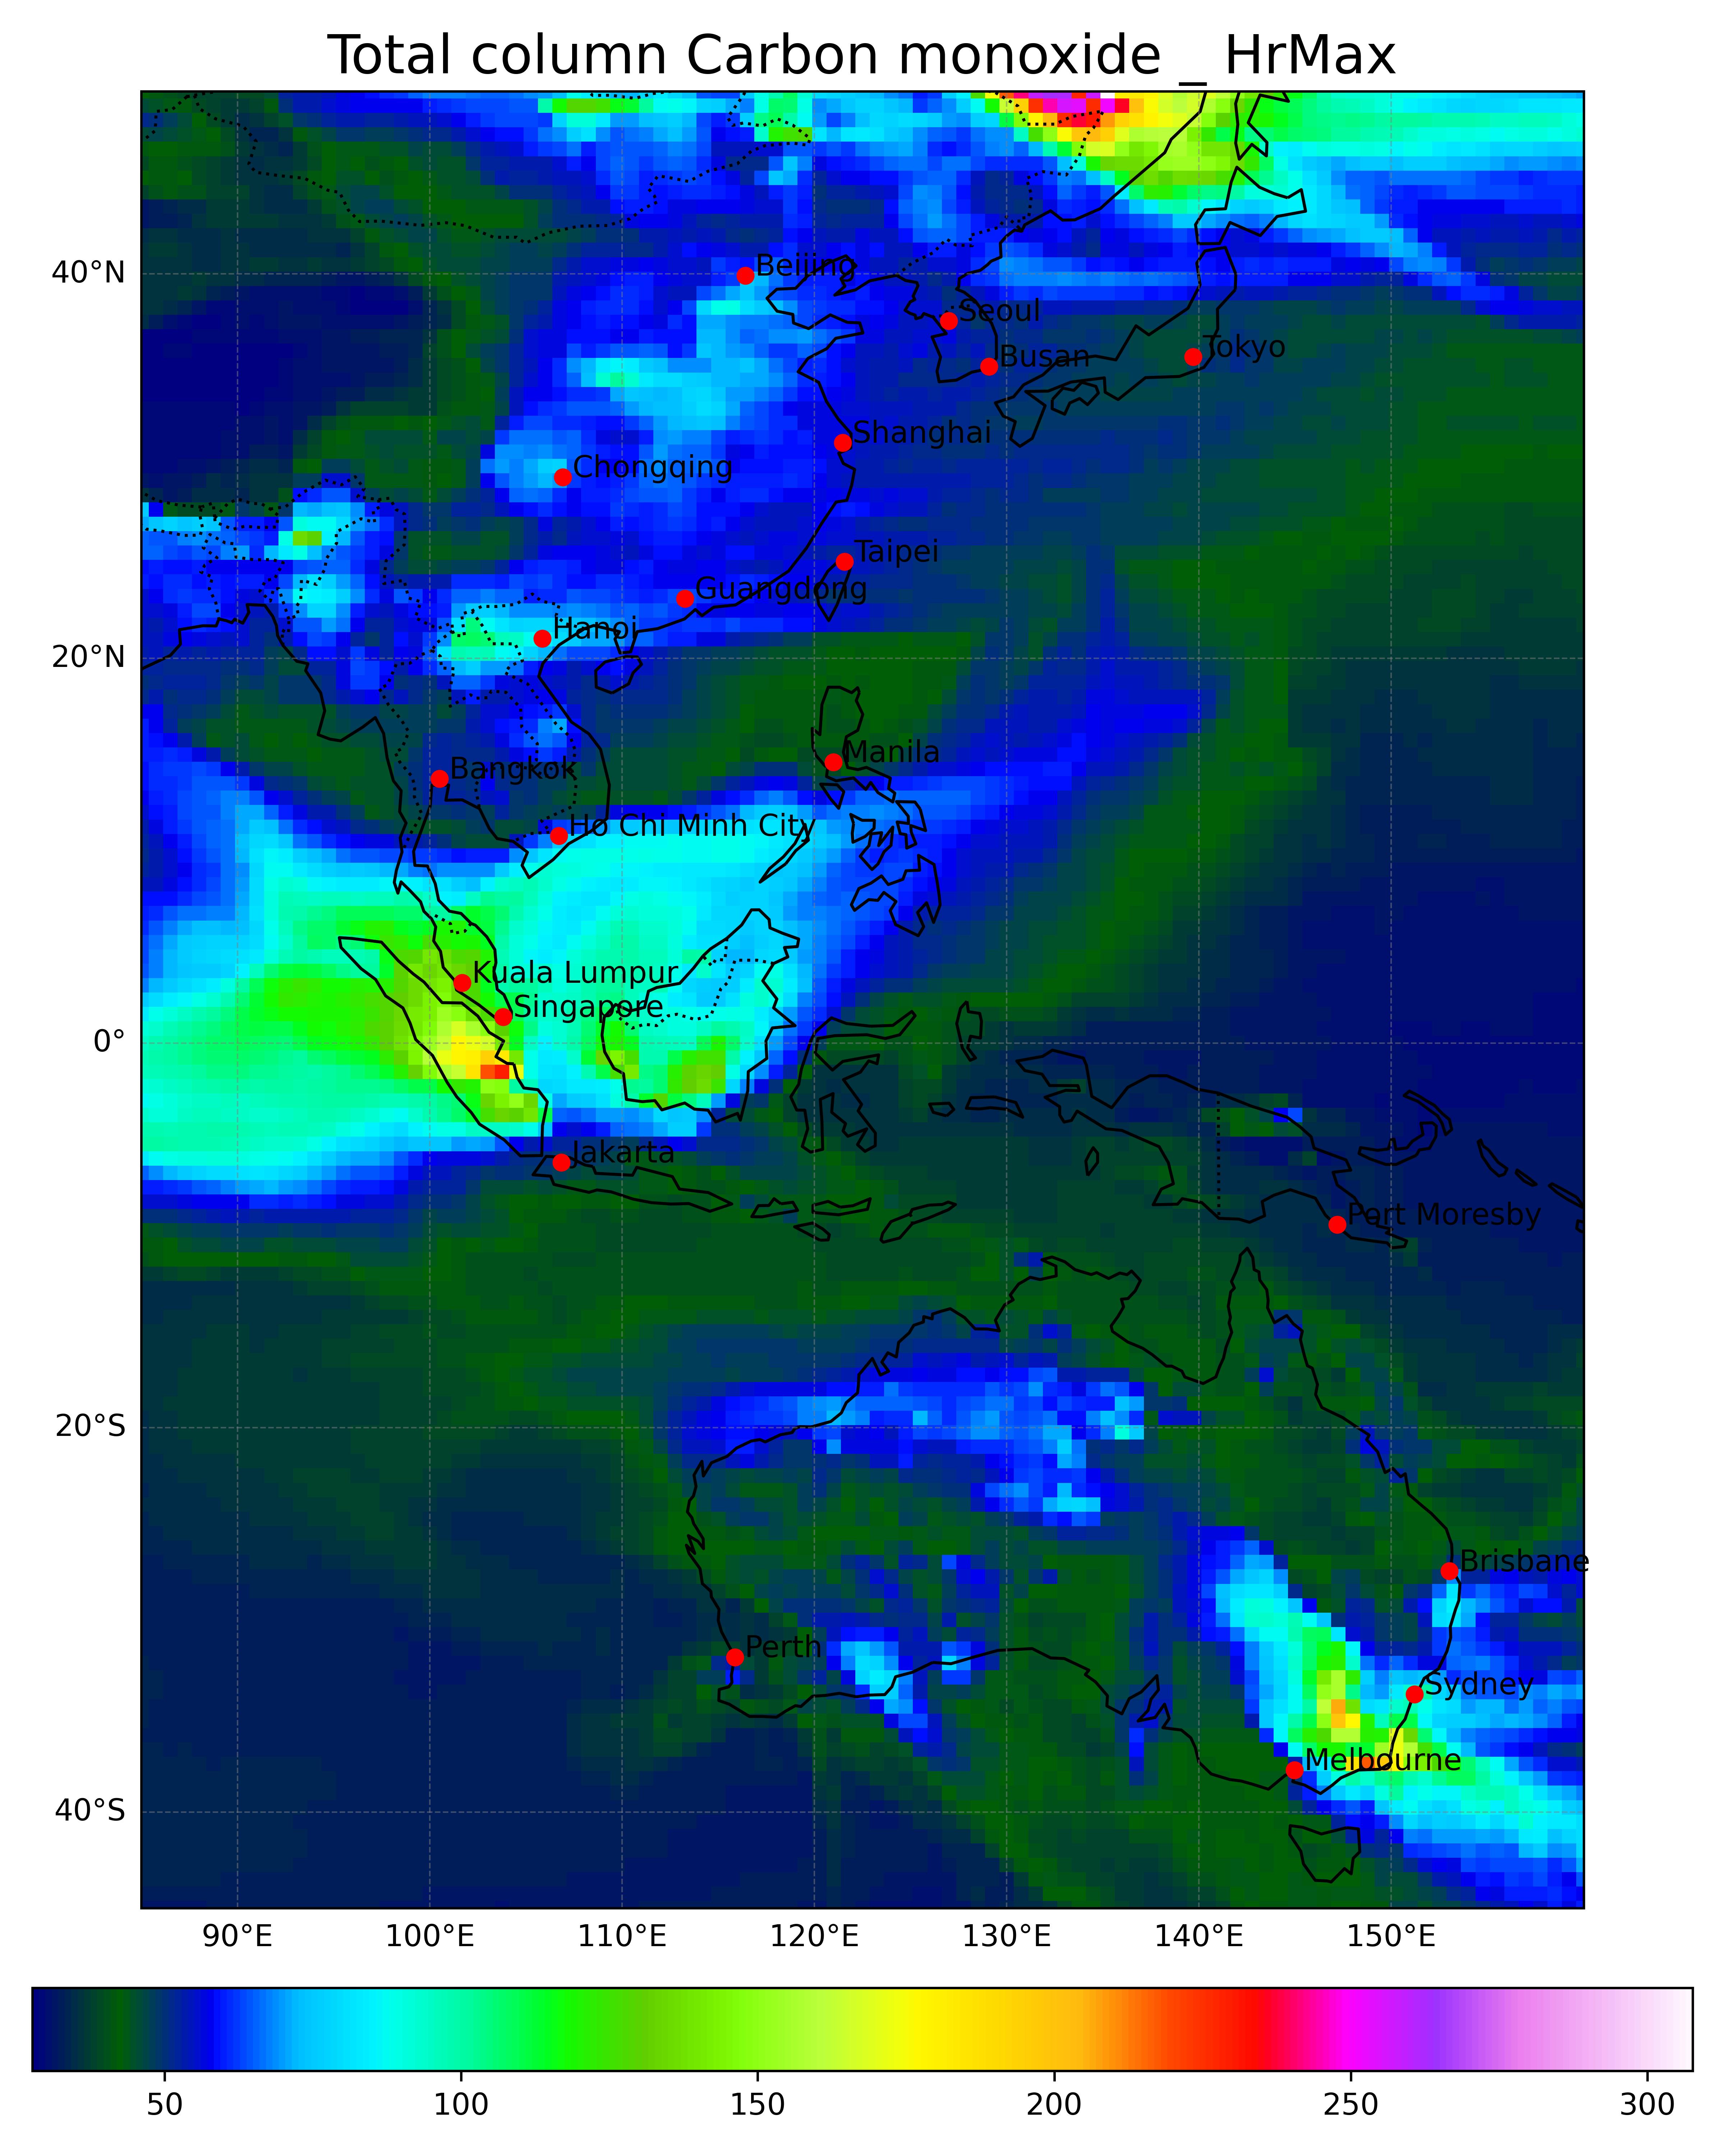 Total column Carbon monoxide _ HrMax
40°N
20°N
0°
20°S
40°S
Beijing
Seoul
Busan
Tokyo
Shanghai
Chongqing
Taipei
Guangdong
Hanoi
Manila
Bangkok
Ho Chi Minh City
Kuala Lumpur
Singapore
Jakarta
Port Moresby
Brisbane
Perth
Sydney
Melbourne
90°E
100°E
110°E
120°E
130°E
140°E
150°E
50
100
150
200
250
300